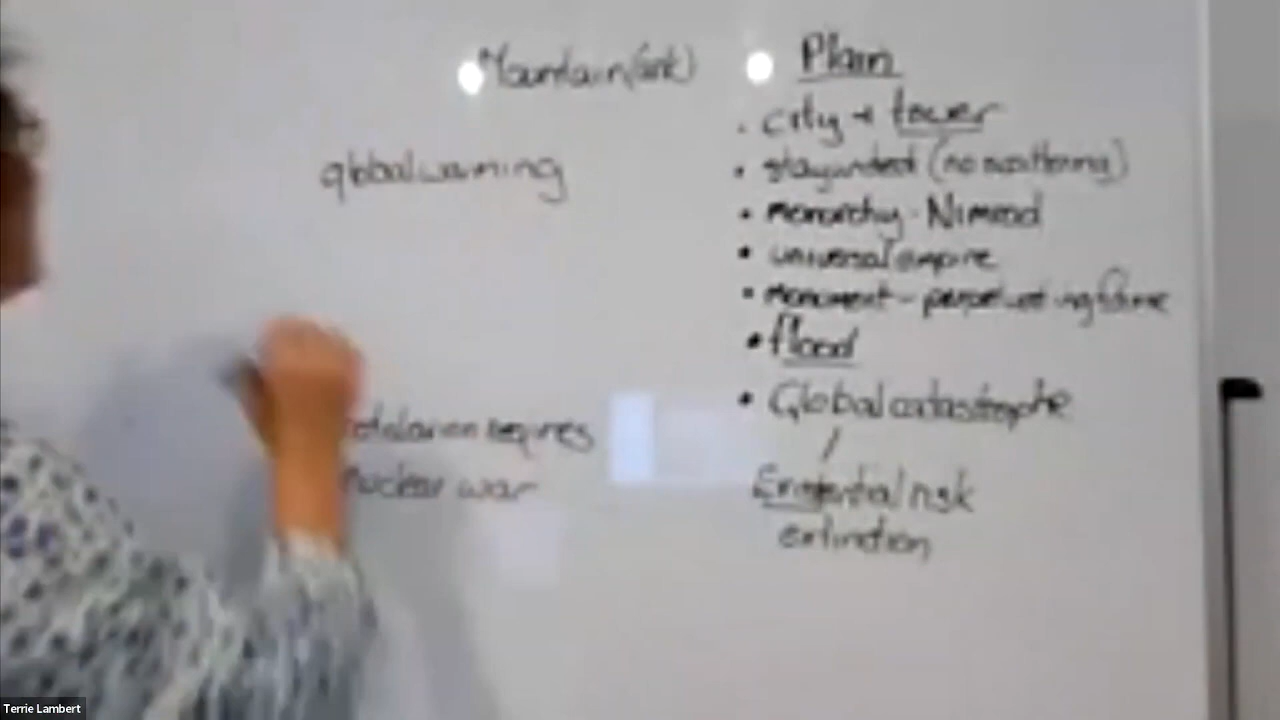 Mountain(ark)
Plain
. city + tower
• stay united (no scattering)
• monarchy - Nimrod
• universal empire
• monument - perpetuating fame
• flood
• Global catastrophe
Existential risk
extinction
global warming
regimes
nuclear war
Terrie Lambert